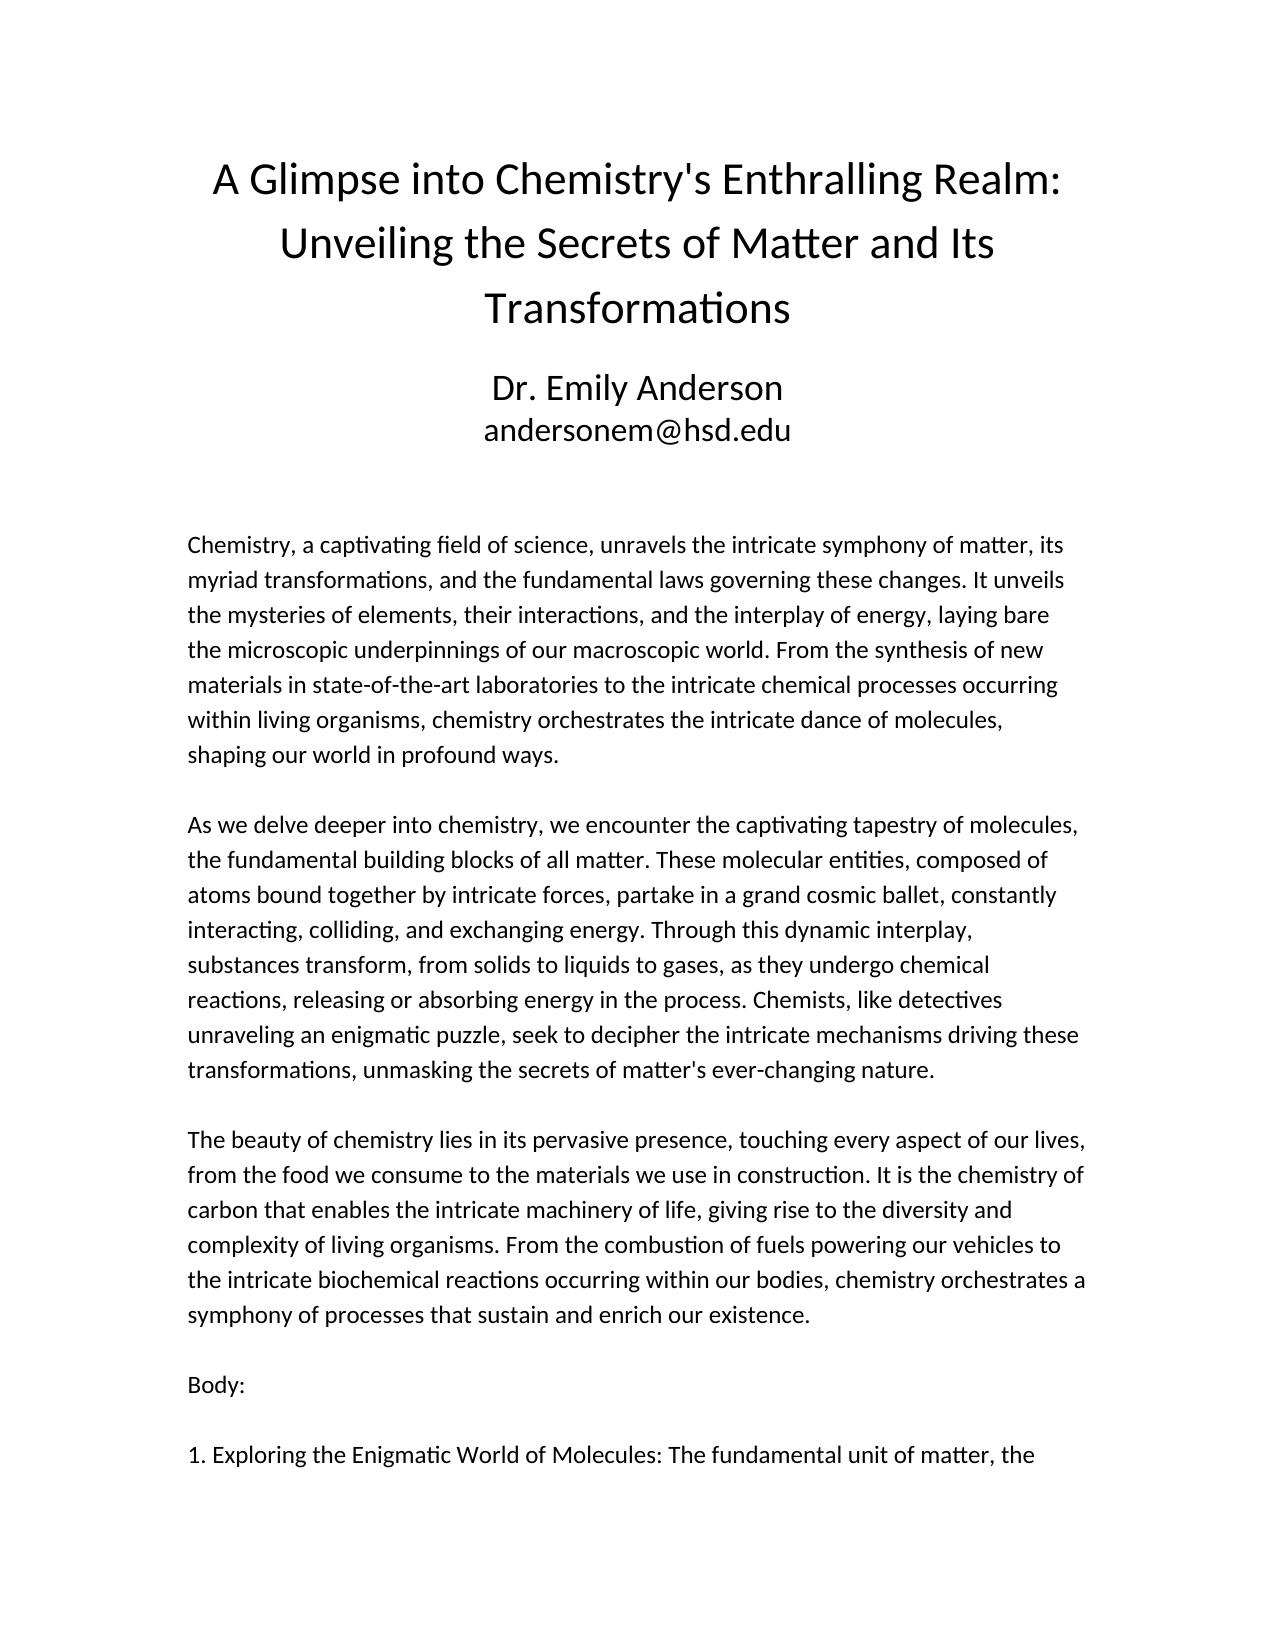 A Glimpse into Chemistry's Enthralling Realm:
Unveiling the Secrets of Matter and Its
Transformations
Dr. Emily Anderson
andersonem@hsd.edu
Chemistry, a captivating field of science, unravels the intricate symphony of matter, its
myriad transformations, and the fundamental laws governing these changes. It unveils
the mysteries of elements, their interactions, and the interplay of energy, laying bare
the microscopic underpinnings of our macroscopic world. From the synthesis of new
materials in state-of-the-art laboratories to the intricate chemical processes occurring
within living organisms, chemistry orchestrates the intricate dance of molecules,
shaping our world in profound ways.
As we delve deeper into chemistry, we encounter the captivating tapestry of molecules,
the fundamental building blocks of all matter. These molecular entities, composed of
atoms bound together by intricate forces, partake in a grand cosmic ballet, constantly
interacting, colliding, and exchanging energy. Through this dynamic interplay,
substances transform, from solids to liquids to gases, as they undergo chemical
reactions, releasing or absorbing energy in the process. Chemists, like detectives
unraveling an enigmatic puzzle, seek to decipher the intricate mechanisms driving these
transformations, unmasking the secrets of matter's ever-changing nature.
The beauty of chemistry lies in its pervasive presence, touching every aspect of our lives,
from the food we consume to the materials we use in construction. It is the chemistry of
carbon that enables the intricate machinery of life, giving rise to the diversity and
complexity of living organisms. From the combustion of fuels powering our vehicles to
the intricate biochemical reactions occurring within our bodies, chemistry orchestrates a
symphony of processes that sustain and enrich our existence.
Body:
1. Exploring the Enigmatic World of Molecules: The fundamental unit of matter, the